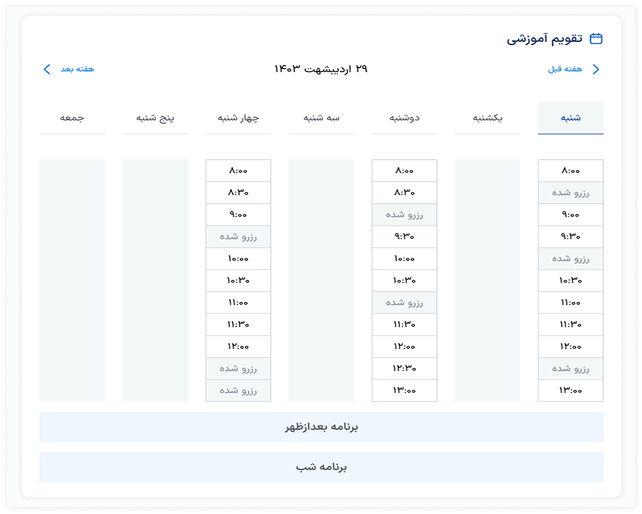 تقویم آموزشی
هفته قبل
۲۹ اردیبهشت ۱۴۰۳
هفته بعد
شنبه
یکشنبه
دوشنبه
سه شنبه
چهار شنبه
پنج شنبه
جمعه
۸:۰۰
رزرو شده
۹:۰۰
۹:۳۰
رزرو شده
۱۰:۳۰
۱۱:۰۰
۱۱:۳۰
۱۲:۰۰
رزرو شده
۱۳:۰۰
۸:۰۰
۸:۳۰
رزرو شده
۹:۳۰
۱۰:۰۰
۱۰:۳۰
رزرو شده
۱۱:۳۰
۱۲:۰۰
۱۲:۳۰
۱۳:۰۰
۸:۰۰
۸:۳۰
۹:۰۰
رزرو شده
۱۰:۰۰
۱۰:۳۰
۱۱:۰۰
۱۱:۳۰
۱۲:۰۰
رزرو شده
رزرو شده
برنامه بعدازظهر
برنامه شب